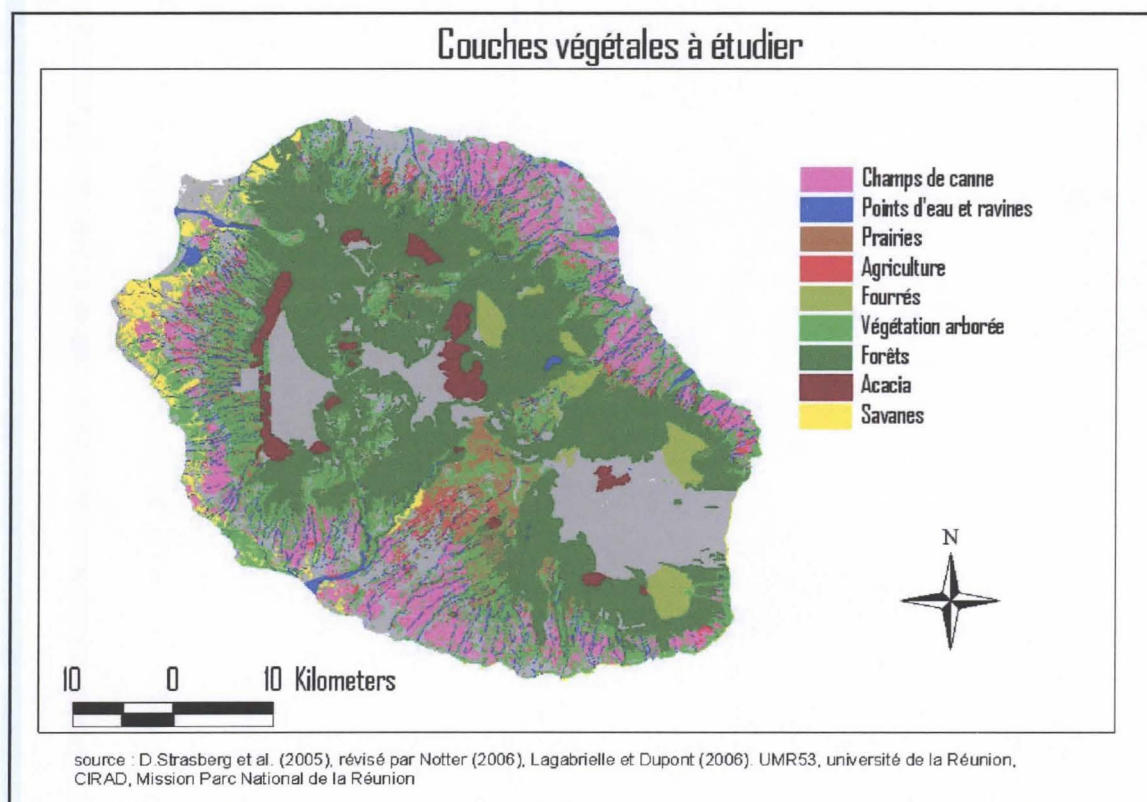 Couches végétales à étudier
Champs de canne
Points d'eau et ravines
Prairies
Agriculture
Fourrés
Végétation arborée
Forêts
Acacia
Savanes
N
10 0 10 Kilometers
source : D.Strasberg et al. (2005), révisé par Notter (2006), Lagabrielle et Dupont (2006). UMR53, université de la Réunion,
CIRAD, Mission Parc National de la Réunion